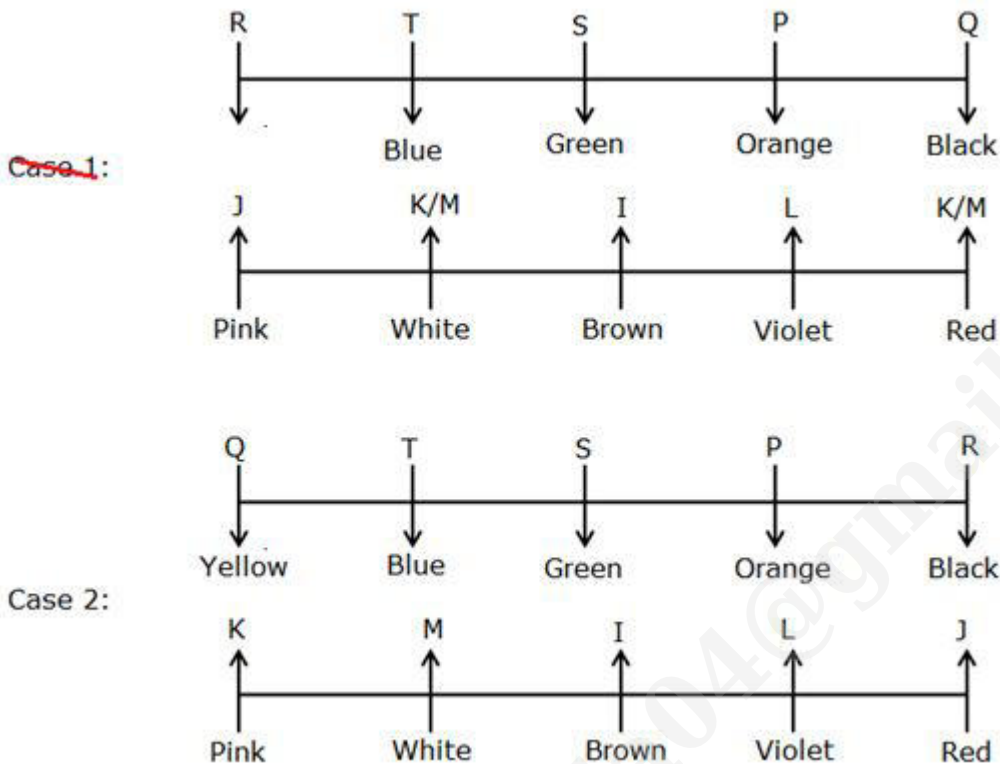 R T S P Q
Blue Green Orange Black
Case 1:
J K/M I L K/M
Pink White Brown Violet Red
Q T S P R
Yellow Blue Green Orange Black
Case 2:
K M I L J
Pink White Brown Violet Red